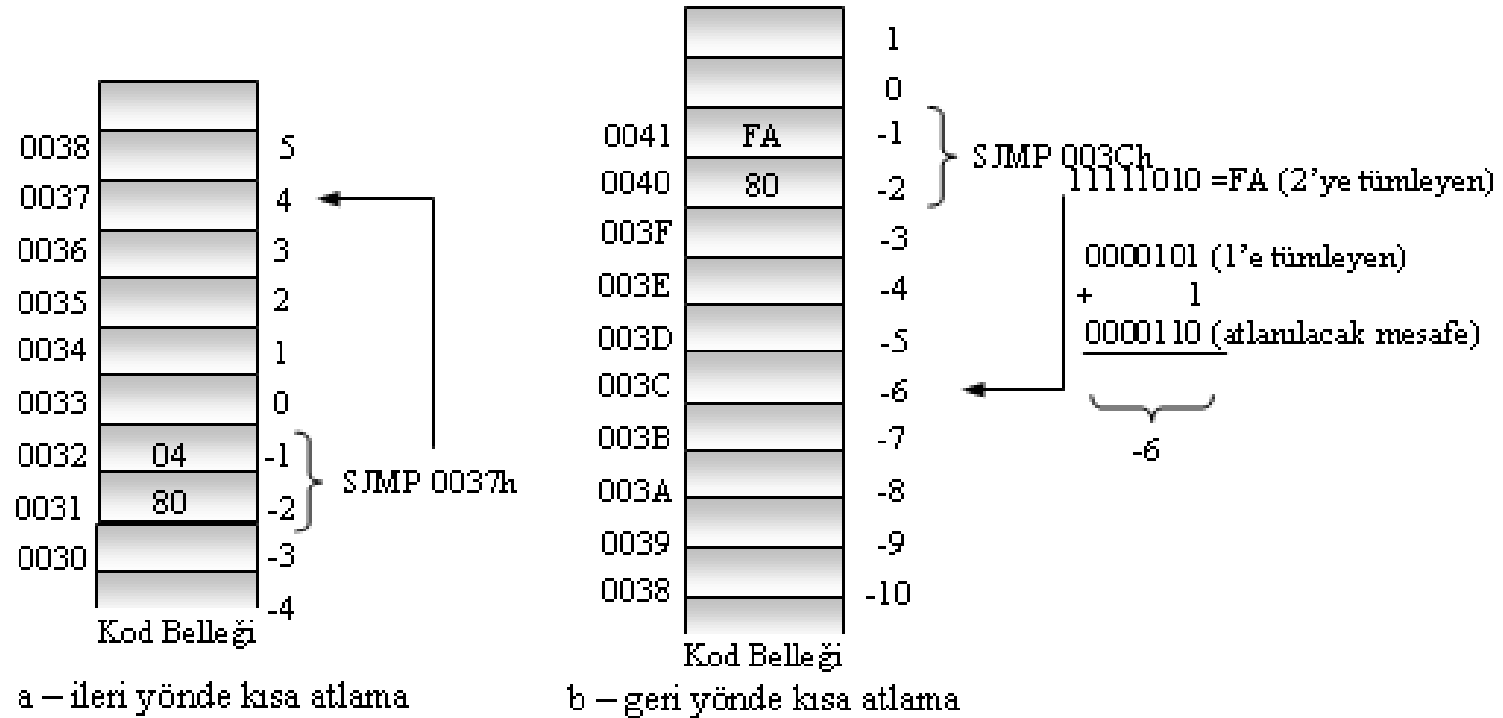 0038 5
0037 4
0036 3
0035 2
0034 1
0033 0
0032 04 -1
0031 80 -2
0030 -3
-4
SJMP 0037h
Kod Belleği
a – ileri yönde kısa atlama
1
0
0041 FA -1
0040 80 -2
003F -3
003E -4
003D -5
003C -6
003B -7
003A -8
0039 -9
0038 -10
SJMP 003Ch
11111010 =FA (2'ye tümleyen)
0000101 (1'e tümleyen)
+ 1
0000110 (atlanılacak mesafe)
-6
Kod Belleği
b – geri yönde kısa atlama